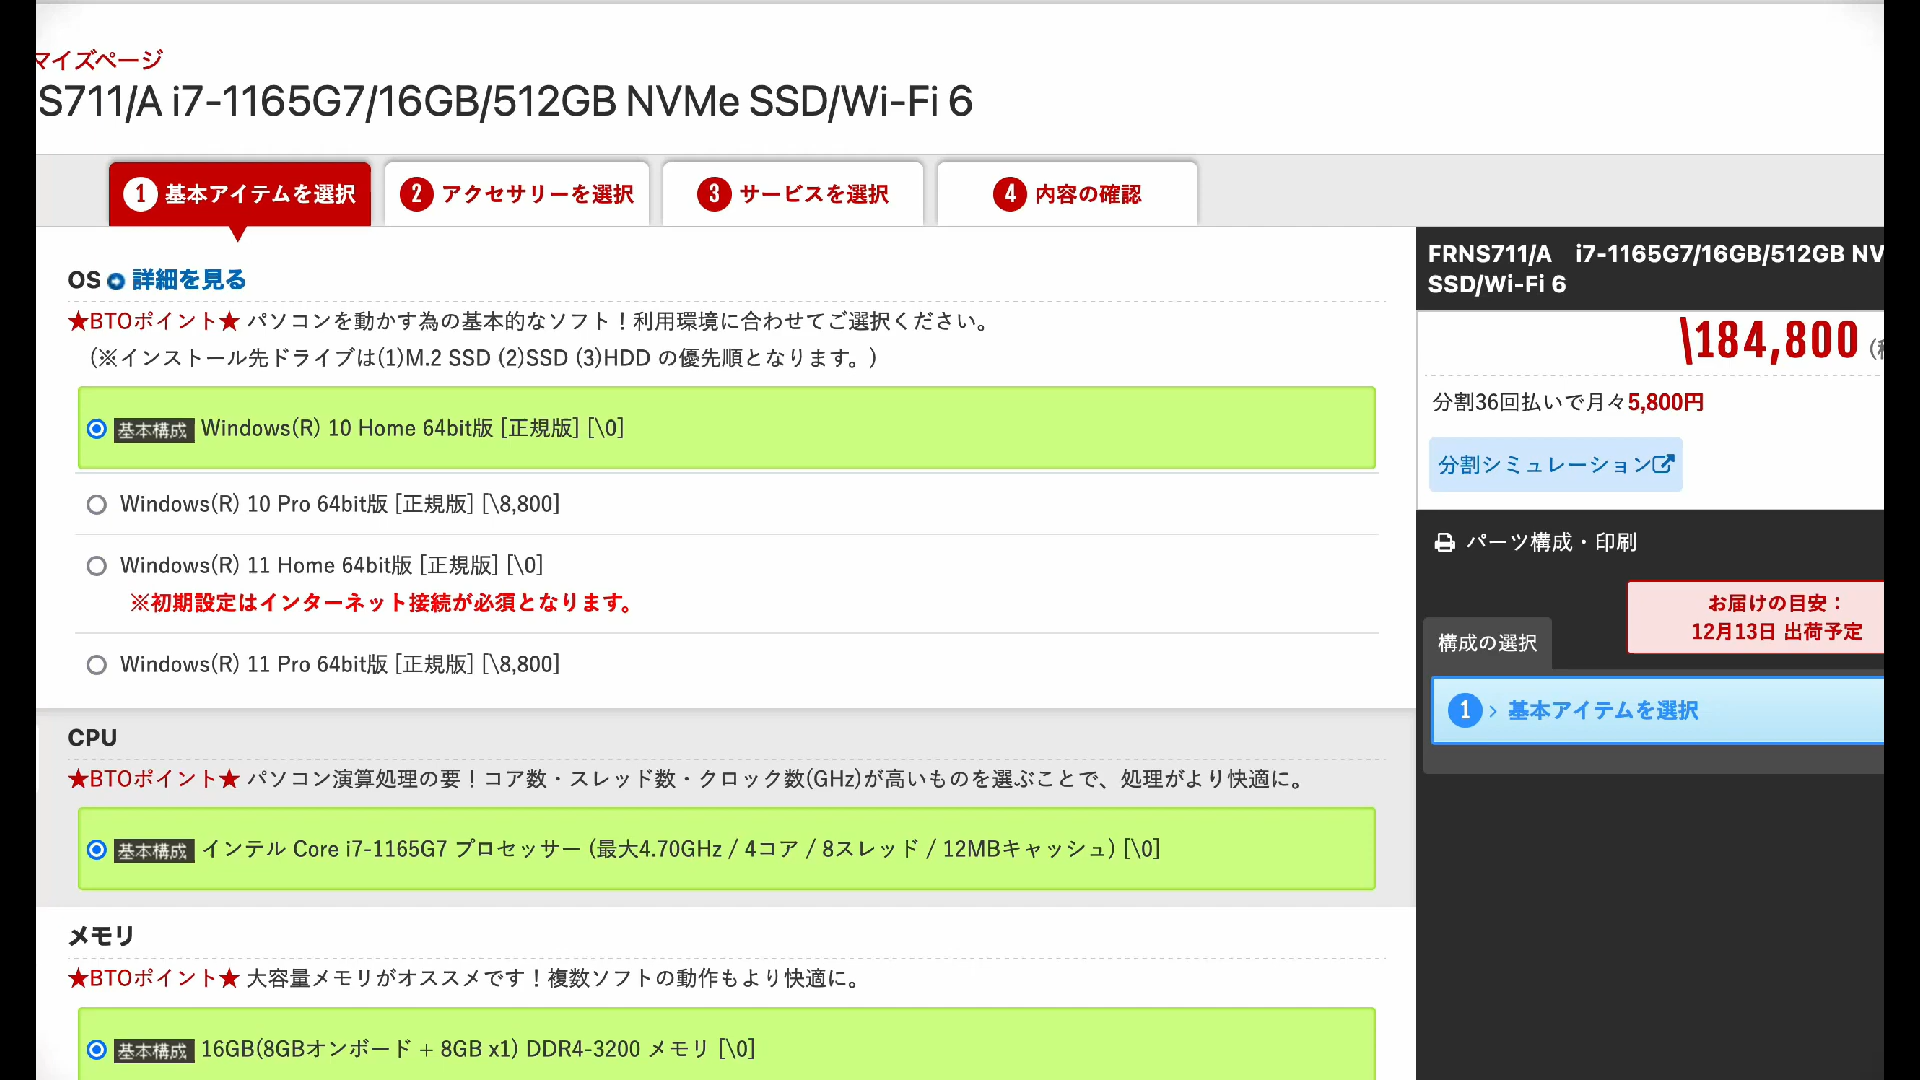 マイズページ
S711/A i7-1165G7/16GB/512GB NVMe SSD/Wi-Fi 6
1 基本アイテムを選択
2 アクセサリーを選択
3 サービスを選択
4 内容の確認
OS 詳細を見る
★BTOポイント★ パソコンを動かす為の基本的なソフト！利用環境に合わせてご選択ください。
（※インストール先ドライブは(1)M.2 SSD (2)SSD (3)HDD の優先順となります。）
基本構成 Windows(R) 10 Home 64bit版 [正規版] [\0]
Windows(R) 10 Pro 64bit版 [正規版] [\8,800]
Windows(R) 11 Home 64bit版 [正規版] [\0]
※初期設定はインターネット接続が必須となります。
Windows(R) 11 Pro 64bit版 [正規版] [\8,800]
CPU
★BTOポイント★ パソコン演算処理の要！コア数・スレッド数・クロック数(GHz)が高いものを選ぶことで、処理がより快適に。
基本構成 インテル Core i7-1165G7 プロセッサー (最大4.70GHz / 4コア / 8スレッド / 12MBキャッシュ) [\0]
メモリ
★BTOポイント★ 大容量メモリがオススメです！複数ソフトの動作もより快適に。
基本構成 16GB(8GBオンボード + 8GB x1) DDR4-3200 メモリ [\0]
FRNS711/A i7-1165G7/16GB/512GB NV
SSD/Wi-Fi 6
\184,800
分割36回払いで月々5,800円
分割シミュレーション
パーツ構成・印刷
お届けの目安：
12月13日 出荷予定
構成の選択
1 › 基本アイテムを選択